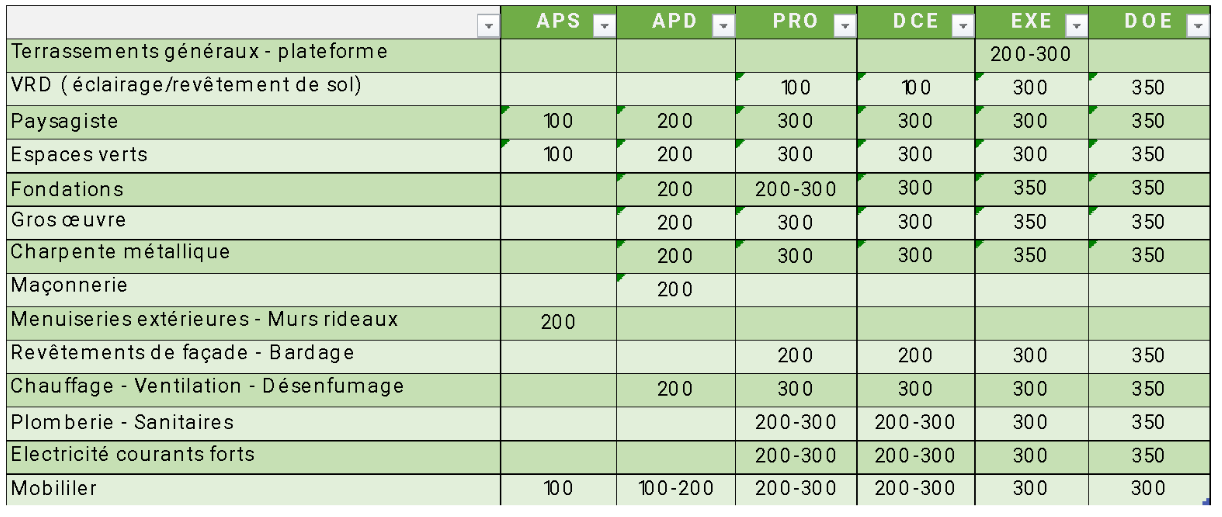 APS APD PRO DCE EXE DOE
Terrassements généraux - plateforme 200-300
VRD (éclairage/revêtement de sol) 100 100 300 350
Paysagiste 100 200 300 300 300 350
Espaces verts 100 200 300 300 300 350
Fondations 200 200-300 300 350 350
Gros œuvre 200 300 300 350 350
Charpente métallique 200 300 300 350 350
Maçonnerie 200
Menuiseries extérieures - Murs rideaux 200
Revêtements de façade - Bardage 200 200 300 350
Chauffage - Ventilation - Désenfumage 200 300 300 300 350
Plomberie - Sanitaires 200-300 200-300 300 350
Electricité courants forts 200-300 200-300 300 350
Mobililer 100 100-200 200-300 200-300 300 300